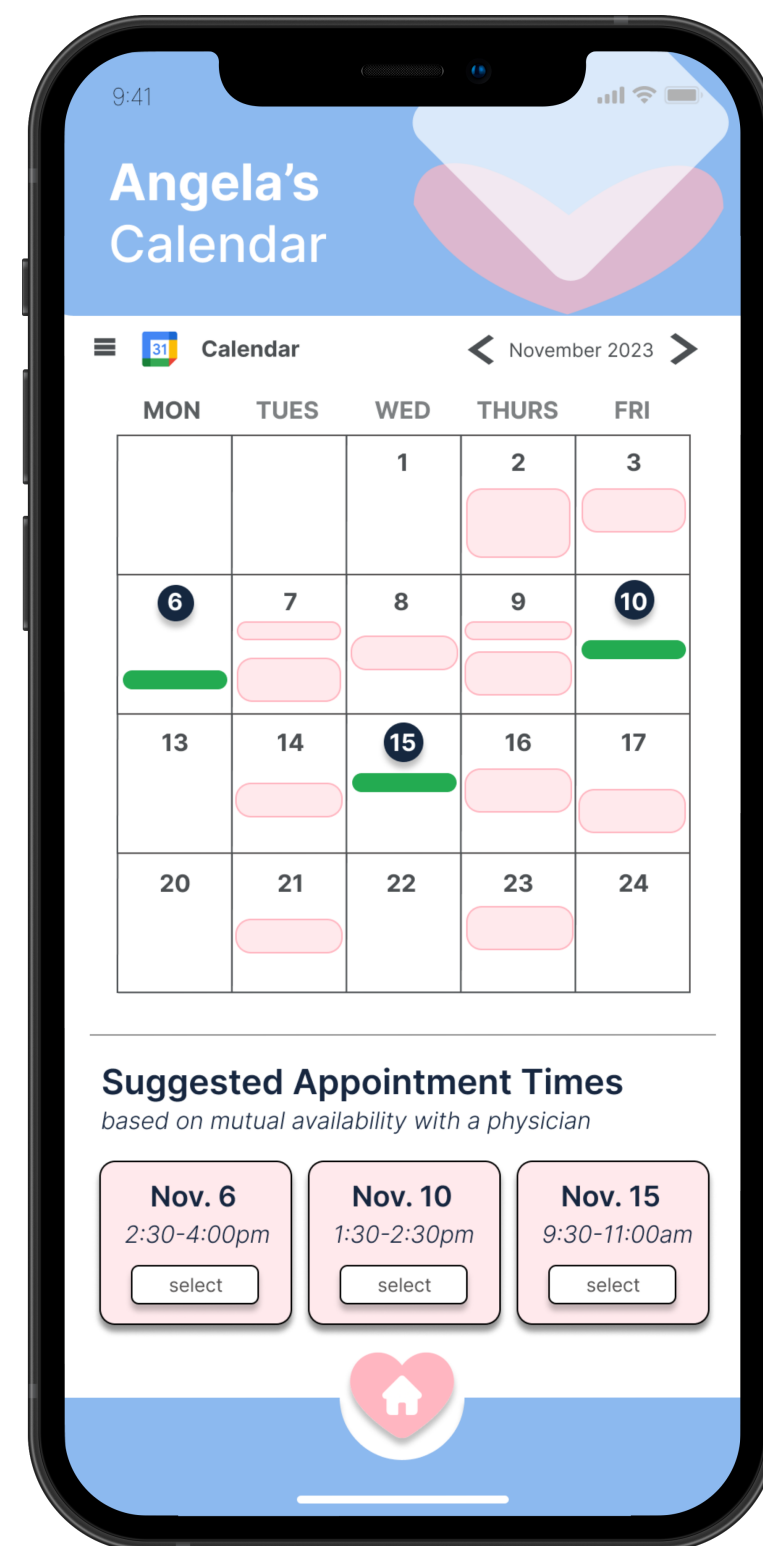 9:41
Angela’s
Calendar
31 Calendar November 2023
MON TUES WED THURS FRI
1 2 3
6 7 8 9 10
13 14 15 16 17
20 21 22 23 24
Suggested Appointment Times
based on mutual availability with a physician
Nov. 6 Nov. 10 Nov. 15
2:30-4:00pm 1:30-2:30pm 9:30-11:00am
select select select